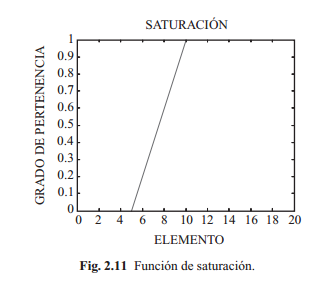 SATURACIÓN
GRADO DE PERTENENCIA
1
0.9
0.8
0.7
0.6
0.5
0.4
0.3
0.2
0.1
0
0 2 4 6 8 10 12 14 16 18 20
ELEMENTO
Fig. 2.11 Función de saturación.